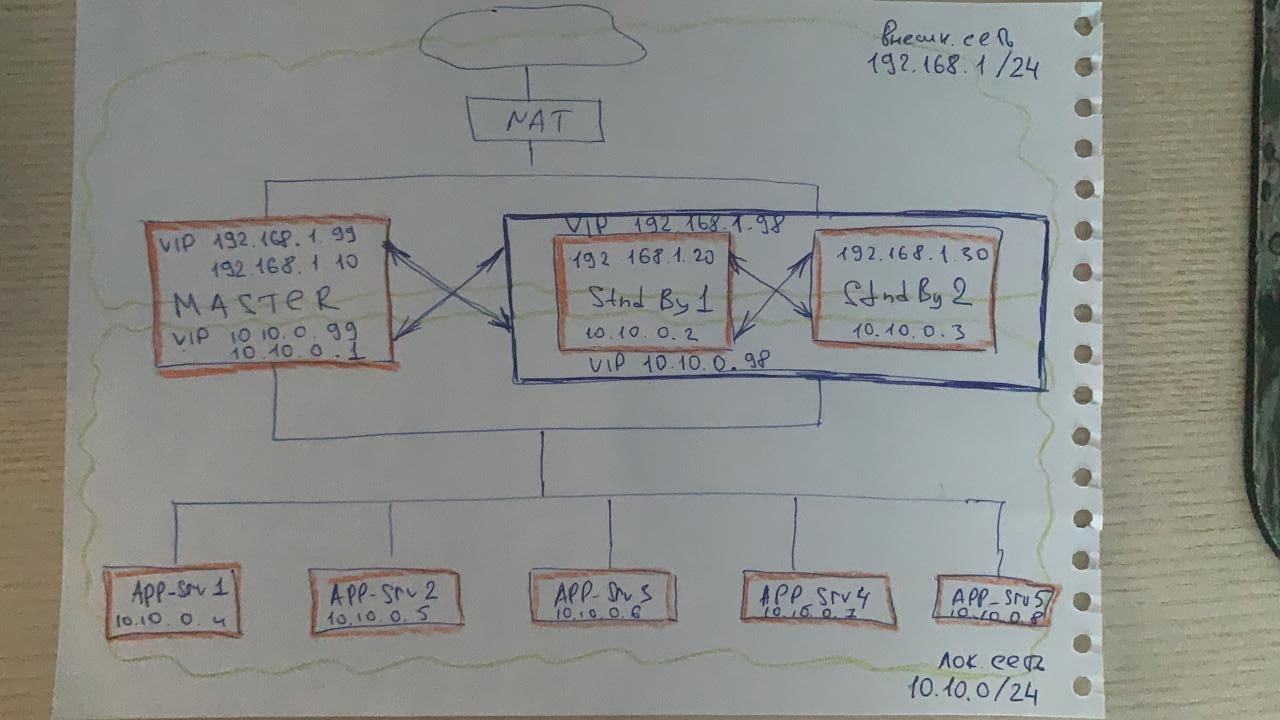 Внешн. сеть
192.168.1/24
NAT
VIP 192.168.1.99
192.168.1 10
MASTER
VIP 10.10.0.99
10.10.0.1
VIP 192.168.1.98
192 168.1.20
Stnd By 1
10.10.0.2
192.168.1.30
Stnd By 2
10.10.0.3
VIP 10.10.0.98
APP-Srv 1
10.10.0.4
APP-Srv 2
10.10.0.5
APP-Srv 3
10.10.0.6
APP Srv 4
10.10.0.7
APP_Srv 5
10.10.0.8
Лок. сеть
10.10.0/24